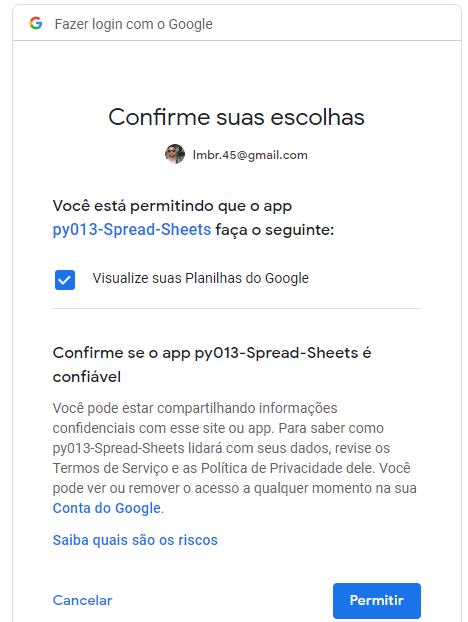 Fazer login com o Google
Confirme suas escolhas
lmbr.45@gmail.com
Você está permitindo que o app
py013-Spread-Sheets faça o seguinte:
Visualize suas Planilhas do Google
Confirme se o app py013-Spread-Sheets é
confiável
Você pode estar compartilhando informações
confidenciais com esse site ou app. Para saber como
py013-Spread-Sheets lidará com seus dados, revise os
Termos de Serviço e as Política de Privacidade dele. Você
pode ver ou remover o acesso a qualquer momento na sua
Conta do Google.
Saiba quais são os riscos
Cancelar
Permitir